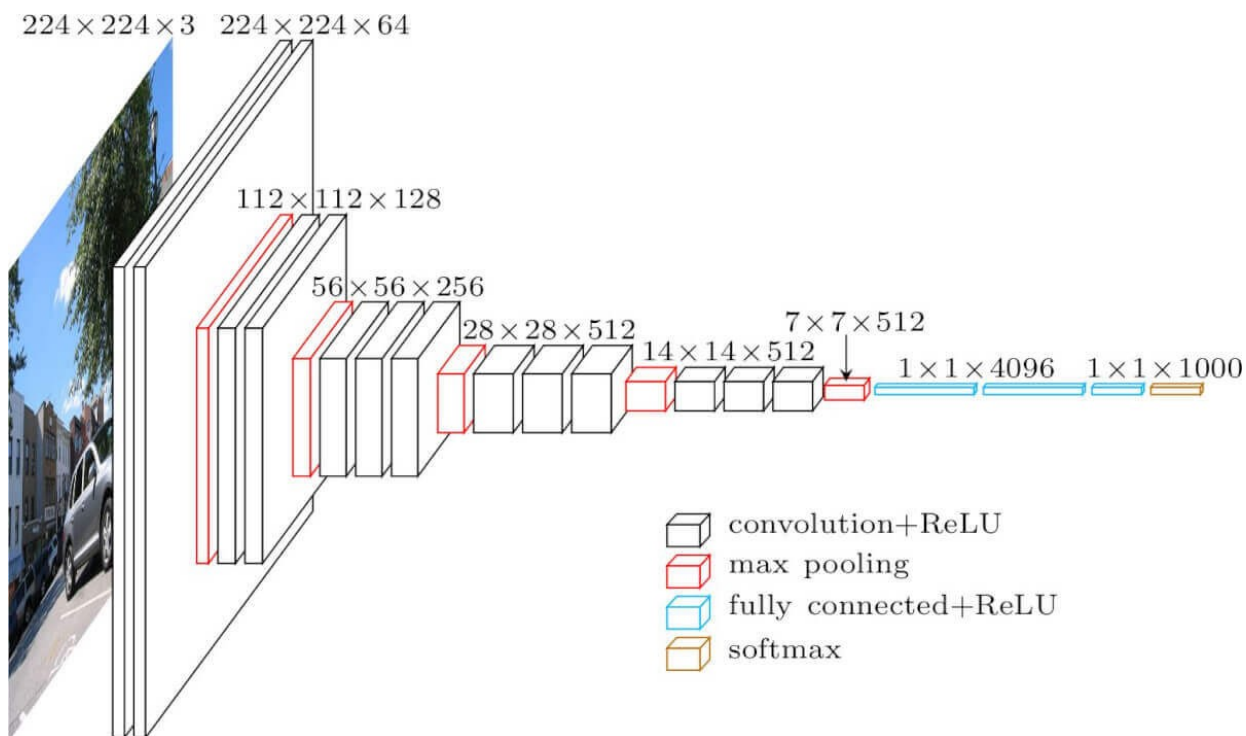 224×224×3
224×224×64
112×112×128
56×56×256
28×28×512
14×14×512
7×7×512
1×1×4096
1×1×1000
convolution+ReLU
max pooling
fully connected+ReLU
softmax